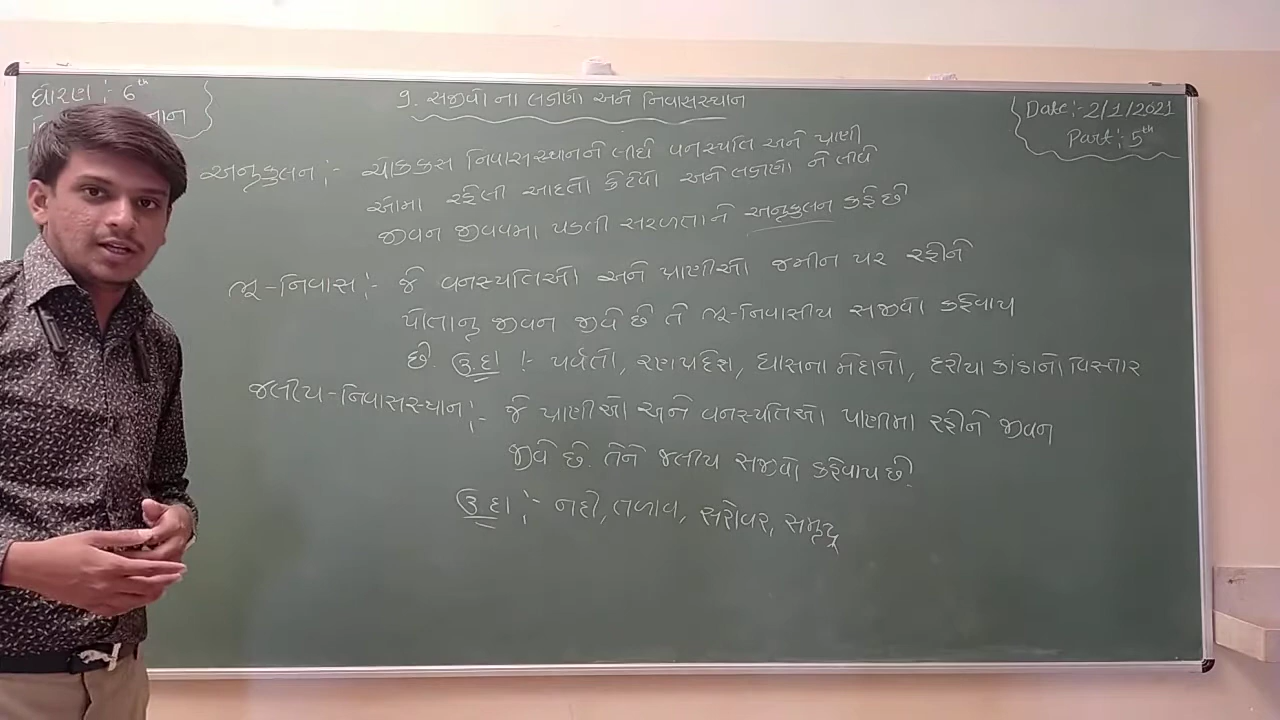 ધોરણ :- 6th
9. સજીવો ના લક્ષણો અને નિવાસસ્થાન
Date:- 2/1/2021
Part: 5th
અનુકુલન :- ચોકકસ નિવાસસ્થાનને લીધે વનસ્પતિ અને પ્રાણી
ઓમા રહેલી આદતો કેટેવો અને લક્ષણો ને લીધે
જીવન જીવવમા પડતી સરળતાને અનુકુલન કહે છે
ભૂ-નિવાસ :- જે વનસ્પતિઓ અને પ્રાણીઓ જમીન પર રહીને
પોતાનુ જીવન જીવે છે તે ભૂ-નિવાસીય સજીવો કહેવાય
છે. ઉ.દા :- પર્વતો, રણપ્રદેશ, ઘાસના મેદાનો, દરીયા કાંઠાનો વિસ્તાર
જલીય-નિવાસસ્થાન :- જે પ્રાણીઓ અને વનસ્પતિઓ પાણીમા રહીને જીવન
જીવે છે. તેને જલીય સજીવો કહેવાય છે.
ઉ.દા :- નદી, તળાવ, સરોવર, સમુદ્ર